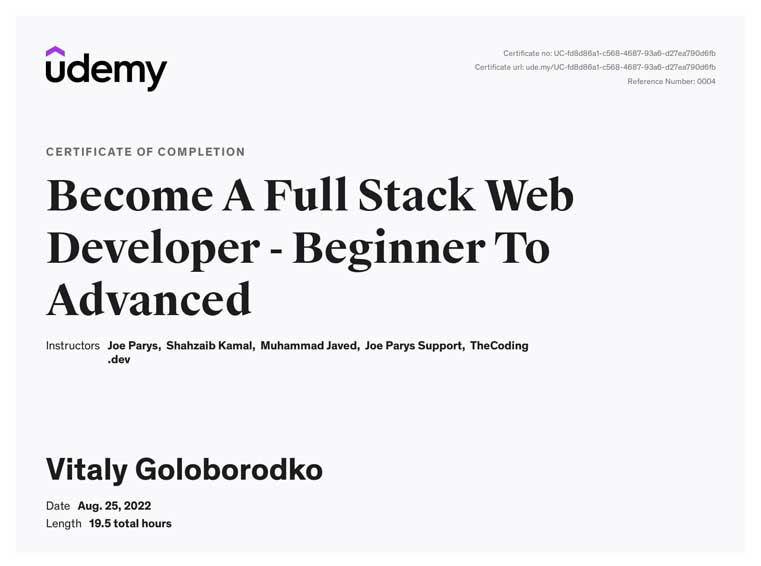 udemy
Certificate no: UC-fd8d86a1-c568-4687-93a6-d27ea790d6fb
Certificate url: ude.my/UC-fd8d86a1-c568-4687-93a6-d27ea790d6fb
Reference Number: 0004
CERTIFICATE OF COMPLETION
Become A Full Stack Web
Developer - Beginner To
Advanced
Instructors Joe Parys, Shahzaib Kamal, Muhammad Javed, Joe Parys Support, TheCoding
.dev
Vitaly Goloborodko
Date Aug. 25, 2022
Length 19.5 total hours